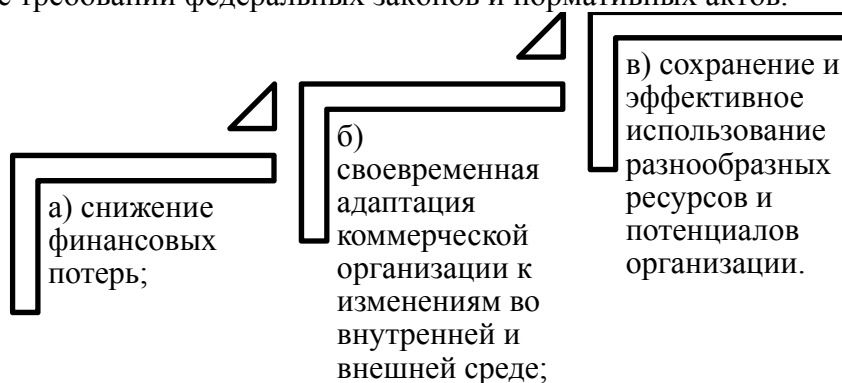 требований федеральных законов и нормативных актов.
а) снижение
финансовых
потерь;
б)
своевременная
адаптация
коммерческой
организации к
изменениям во
внутренней и
внешней среде;
в) сохранение и
эффективное
использование
разнообразных
ресурсов и
потенциалов
организации.